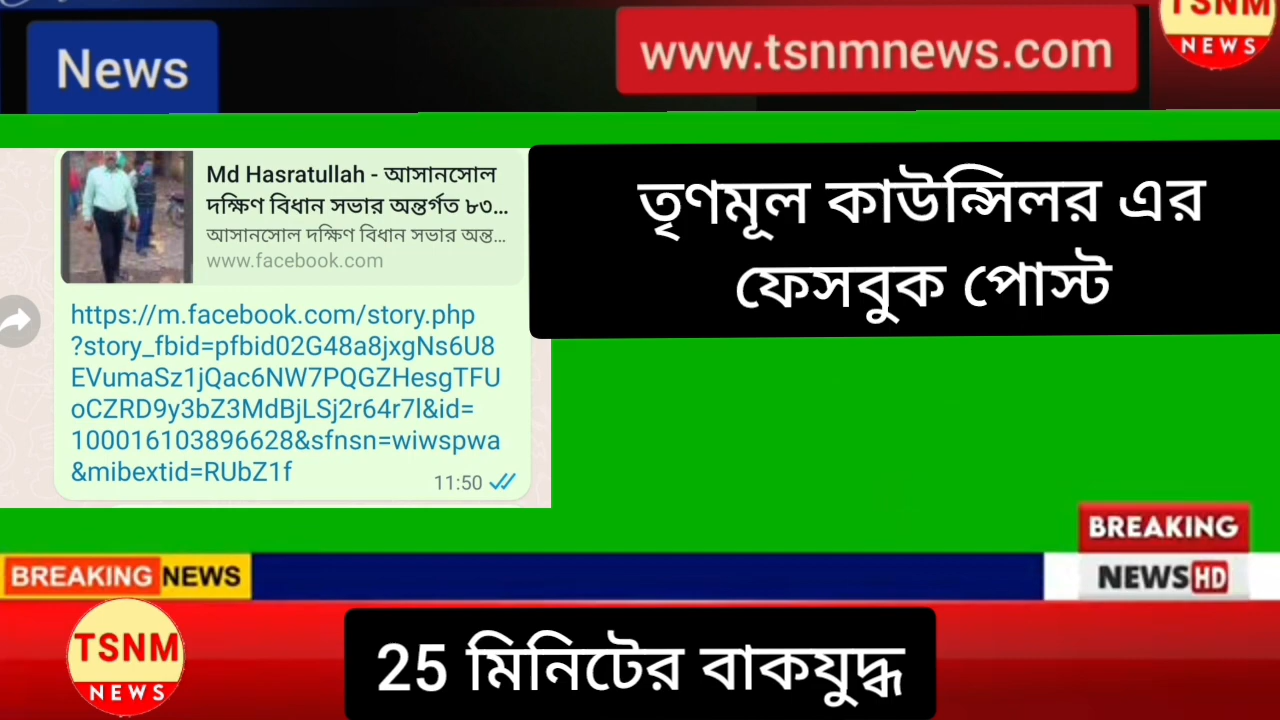 News
www.tsnmnews.com
TSNM
NEWS
Md Hasratullah - আসানসোল
দক্ষিণ বিধান সভার অন্তর্গত ৮৩...
আসানসোল দক্ষিণ বিধান সভার অন্ত...
www.facebook.com
https://m.facebook.com/story.php
?story_fbid=pfbid02G48a8jxgNs6U8
EVumaSz1jQac6NW7PQGZHesgTFU
oCZRD9y3bZ3MdBjLSj2r64r7l&id=
100016103896628&sfnsn=wiwspwa
&mibextid=RUbZ1f
11:50
তৃণমূল কাউন্সিলর এর
ফেসবুক পোস্ট
BREAKING
NEWS HD
BREAKING NEWS
TSNM
NEWS
25 মিনিটের বাকযুদ্ধ